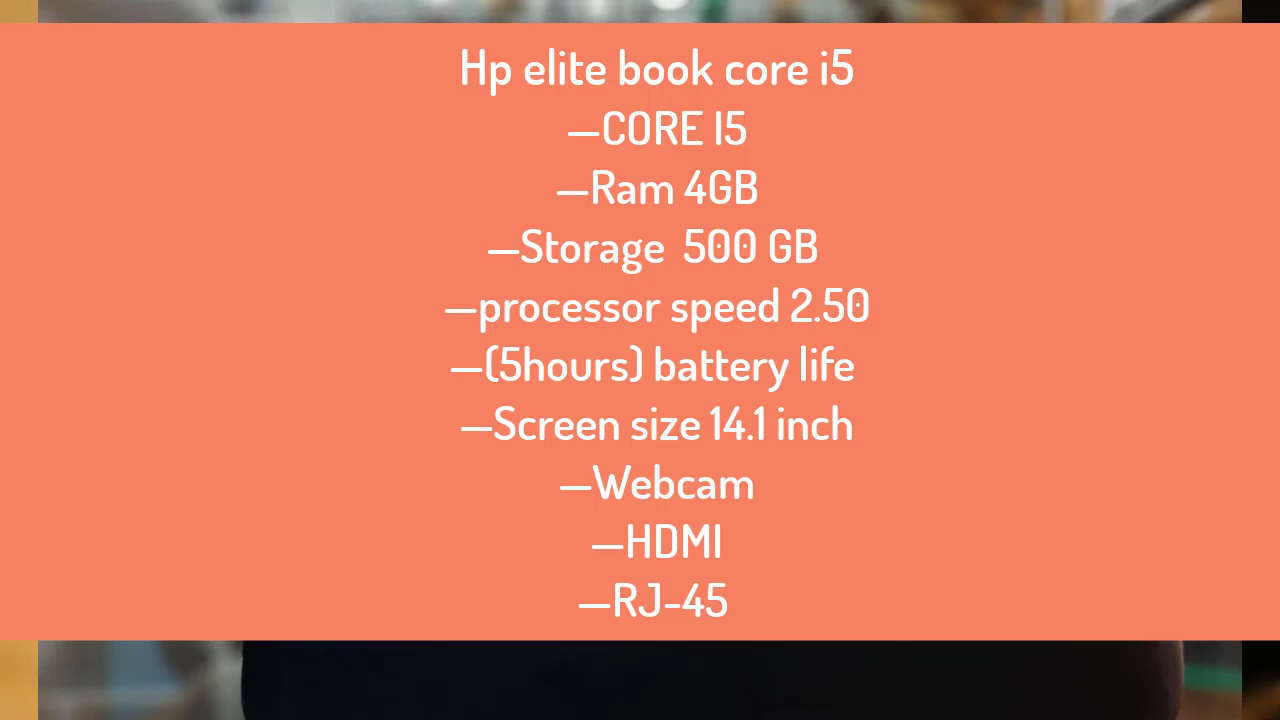 Hp elite book core i5
—CORE I5
—Ram 4GB
—Storage  500 GB
—processor speed 2.50
—(5hours) battery life
—Screen size 14.1 inch
—Webcam
—HDMI
—RJ-45